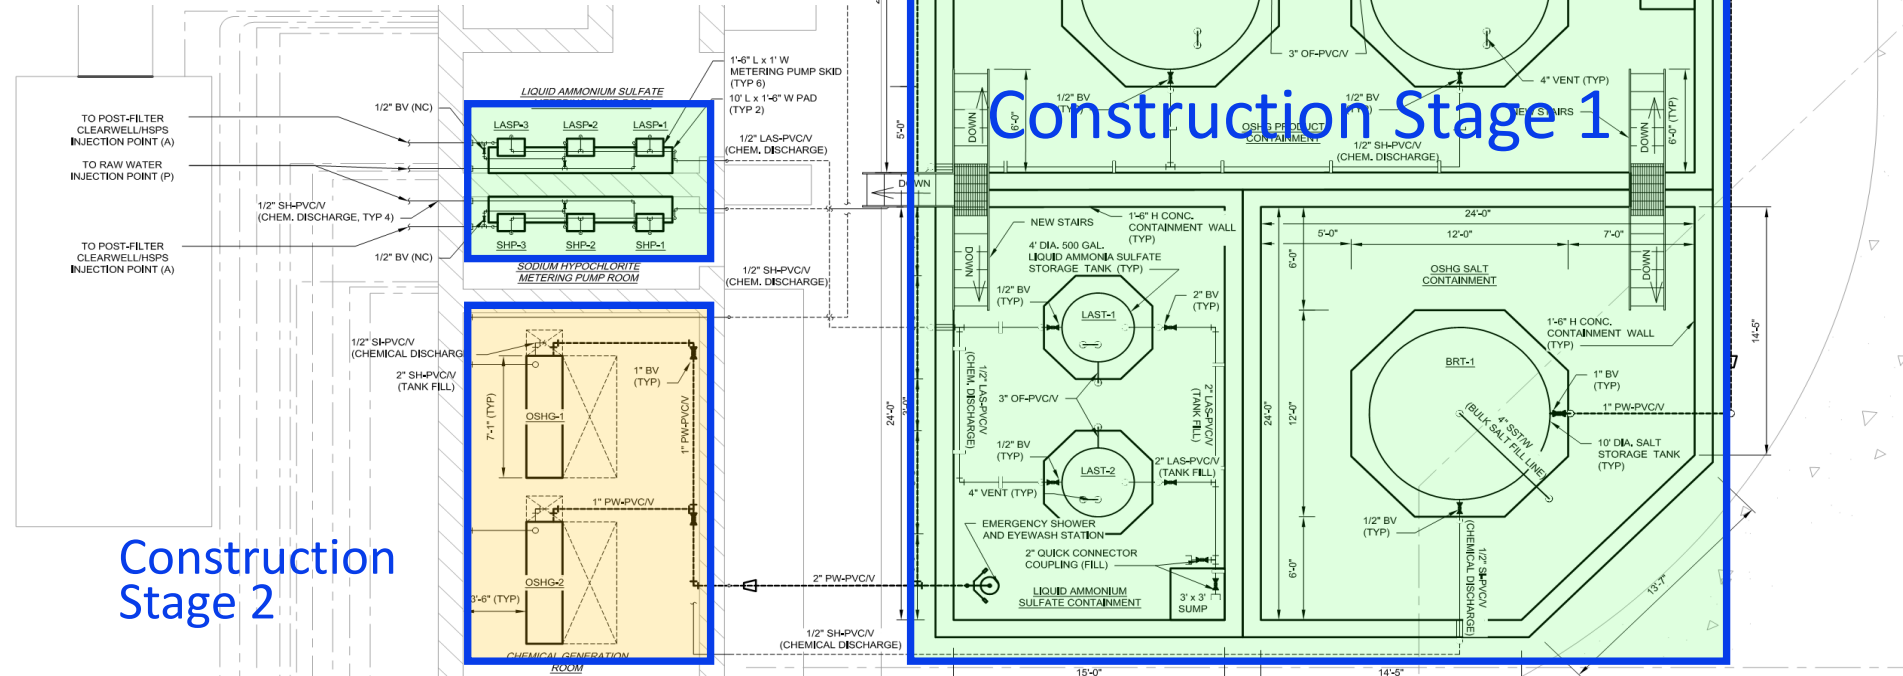 TO POST-FILTER
CLEARWELL/HSPS
INJECTION POINT (A)
TO RAW WATER
INJECTION POINT (P)
1/2" SH-PVC/V
(CHEM. DISCHARGE, TYP 4)
TO POST-FILTER
CLEARWELL/HSPS
INJECTION POINT (A)
1/2" BV (NC)
1/2" BV (NC)
LIQUID AMMONIUM SULFATE
METERING PUMP ROOM
LASP-3
LASP-2
LASP-1
SHP-3
SHP-2
SHP-1
SODIUM HYPOCHLORITE
METERING PUMP ROOM
1'-6" L x 1' W
METERING PUMP SKID
(TYP 6)
10' L x 1'-6" W PAD
(TYP 2)
1/2" LAS-PVC/V
(CHEM. DISCHARGE)
1/2" SH-PVC/V
(CHEM. DISCHARGE)
1/2" SI-PVC/V
(CHEMICAL DISCHARG
2" SH-PVC/V
(TANK FILL)
7'-1" (TYP)
OSHG-1
1" BV
(TYP)
1" PW-PVC/V
1" PW-PVC/V
OSHG-2
3'-6" (TYP)
CHEMICAL GENERATION
ROOM
Construction
Stage 2
2" PW-PVC/V
1/2" SH-PVC/V
(CHEMICAL DISCHARGE)
Construction Stage 1
3" OF-PVC/V
4" VENT (TYP)
1/2" BV
(TYP)
1/2" BV
(TYP)
NEW STAIRS
OSHG PRODUCT
CONTAINMENT
1/2" SH-PVC/V
(CHEM. DISCHARGE)
DOWN
6'-0"
5'-0"
DOWN
6'-0" (TYP)
DOWN
NEW STAIRS
1'-6" H CONC.
CONTAINMENT WALL
(TYP)
4' DIA. 500 GAL.
LIQUID AMMONIA SULFATE
STORAGE TANK (TYP)
DOWN
1/2" BV
(TYP)
2" BV
(TYP)
LAST-1
1/2" LAS-PVC/V
(CHEM. DISCHARGE)
3" OF-PVC/V
2" LAS-PVC/V
(TANK FILL)
24'-0"
1/2" BV
(TYP)
LAST-2
2" LAS-PVC/V
(TANK FILL)
4" VENT (TYP)
EMERGENCY SHOWER
AND EYEWASH STATION
2" QUICK CONNECTOR
COUPLING (FILL)
LIQUID AMMONIUM
SULFATE CONTAINMENT
3' x 3'
SUMP
15'-0"
24'-0"
5'-0"
12'-0"
7'-0"
6'-0"
OSHG SALT
CONTAINMENT
DOWN
1'-6" H CONC.
CONTAINMENT WALL
(TYP)
14'-5"
BRT-1
1" BV
(TYP)
1" PW-PVC/V
24'-0"
12'-0"
4" SST/W
(BULK SALT FILL LINE)
10' DIA. SALT
STORAGE TANK
(TYP)
1/2" BV
(TYP)
6'-0"
1/2" SI-PVC/V
(CHEMICAL DISCHARGE)
13'-7"
14'-5"